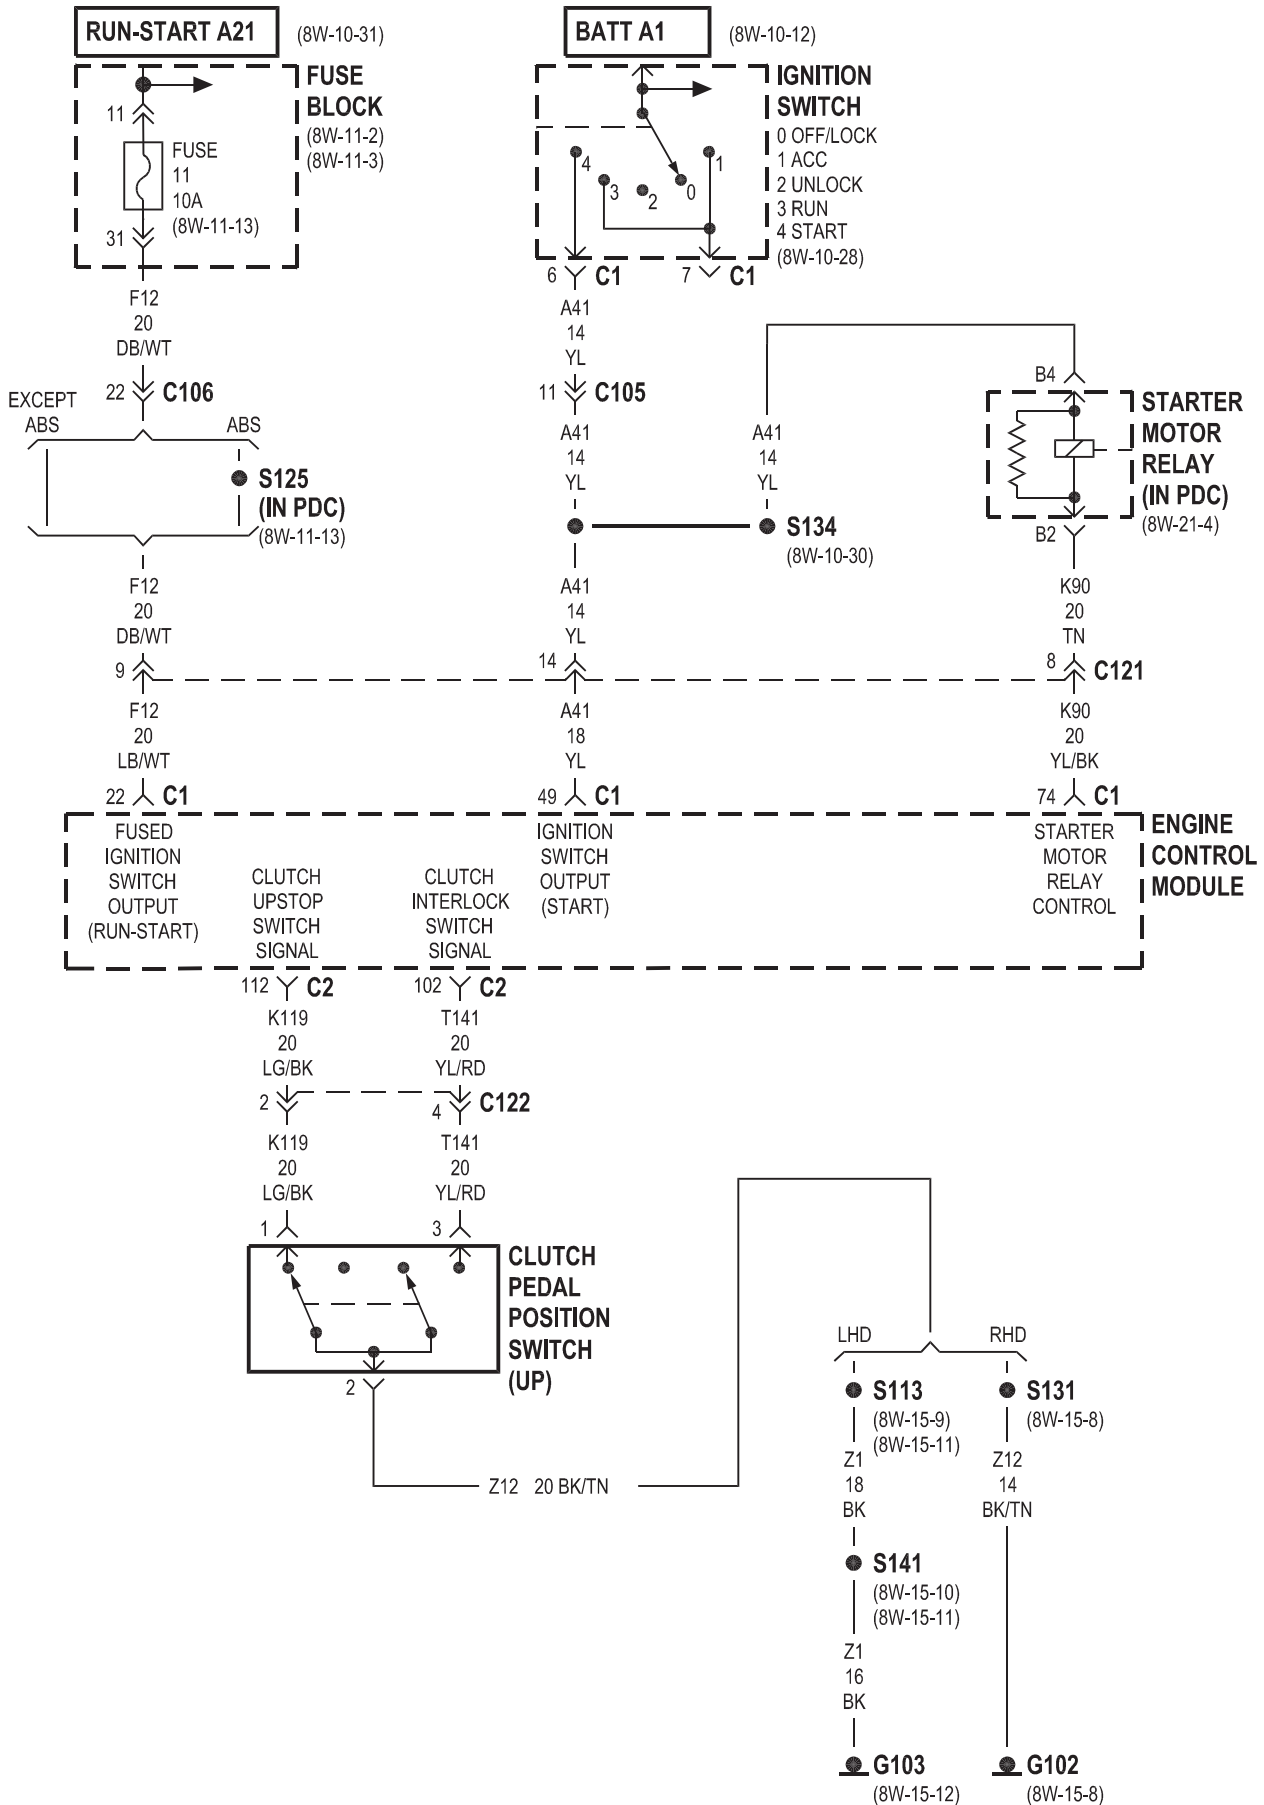 RUN-START A21
(8W-10-31)
BATT A1
(8W-10-12)
FUSE
BLOCK
(8W-11-2)
(8W-11-3)
11
FUSE
11
10A
(8W-11-13)
31
IGNITION
SWITCH
0 OFF/LOCK
1 ACC
2 UNLOCK
3 RUN
4 START
(8W-10-28)
4
3
2
0
1
6
C1
7
C1
F12
20
DB/WT
A41
14
YL
22
C106
11
C105
B4
STARTER
MOTOR
RELAY
(IN PDC)
(8W-21-4)
EXCEPT
ABS
ABS
S125
(IN PDC)
(8W-11-13)
A41
14
YL
A41
14
YL
S134
(8W-10-30)
B2
F12
20
DB/WT
A41
14
YL
K90
20
TN
9
14
8
C121
F12
20
LB/WT
A41
18
YL
K90
20
YL/BK
22
C1
49
C1
74
C1
ENGINE
CONTROL
MODULE
FUSED
IGNITION
SWITCH
OUTPUT
(RUN-START)
CLUTCH
UPSTOP
SWITCH
SIGNAL
CLUTCH
INTERLOCK
SWITCH
SIGNAL
IGNITION
SWITCH
OUTPUT
(START)
STARTER
MOTOR
RELAY
CONTROL
112
C2
102
C2
K119
20
LG/BK
T141
20
YL/RD
2
4
C122
K119
20
LG/BK
T141
20
YL/RD
1
3
CLUTCH
PEDAL
POSITION
SWITCH
(UP)
2
Z12 20 BK/TN
LHD
RHD
S113
(8W-15-9)
(8W-15-11)
S131
(8W-15-8)
Z1
18
BK
Z12
14
BK/TN
S141
(8W-15-10)
(8W-15-11)
Z1
16
BK
G103
(8W-15-12)
G102
(8W-15-8)